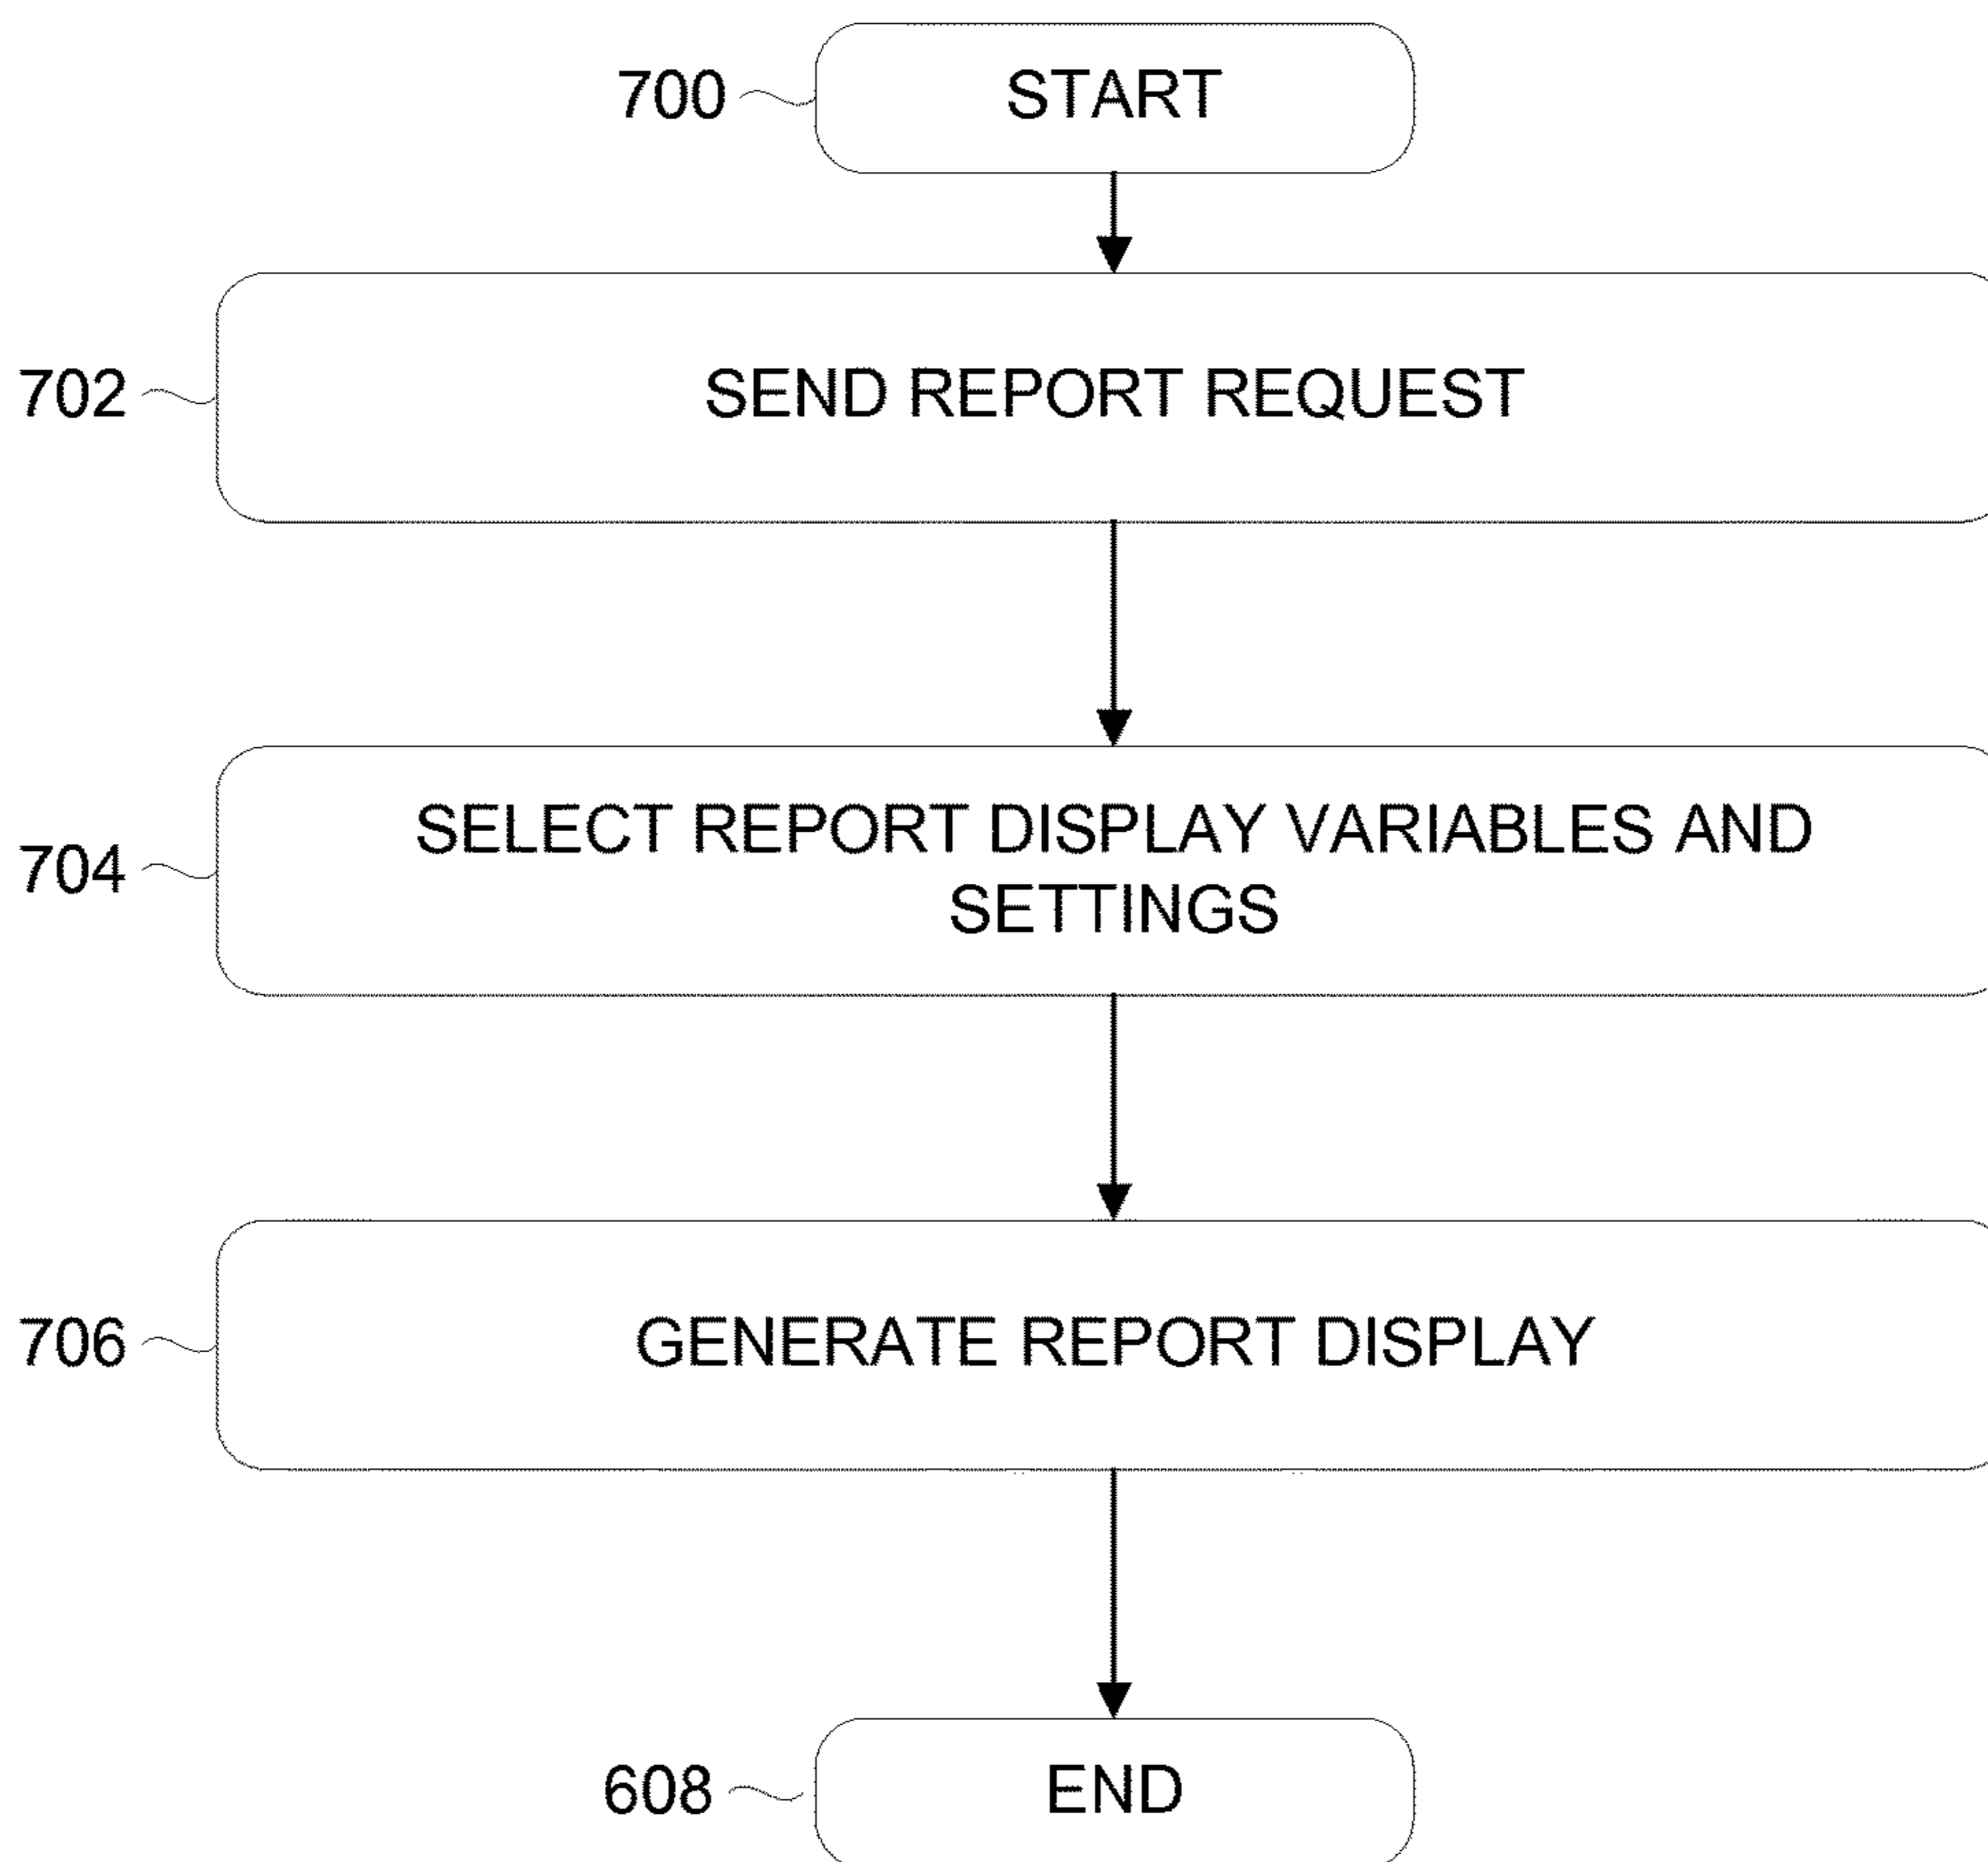 700 START
702 SEND REPORT REQUEST
704 SELECT REPORT DISPLAY VARIABLES AND
SETTINGS
706 GENERATE REPORT DISPLAY
608 END